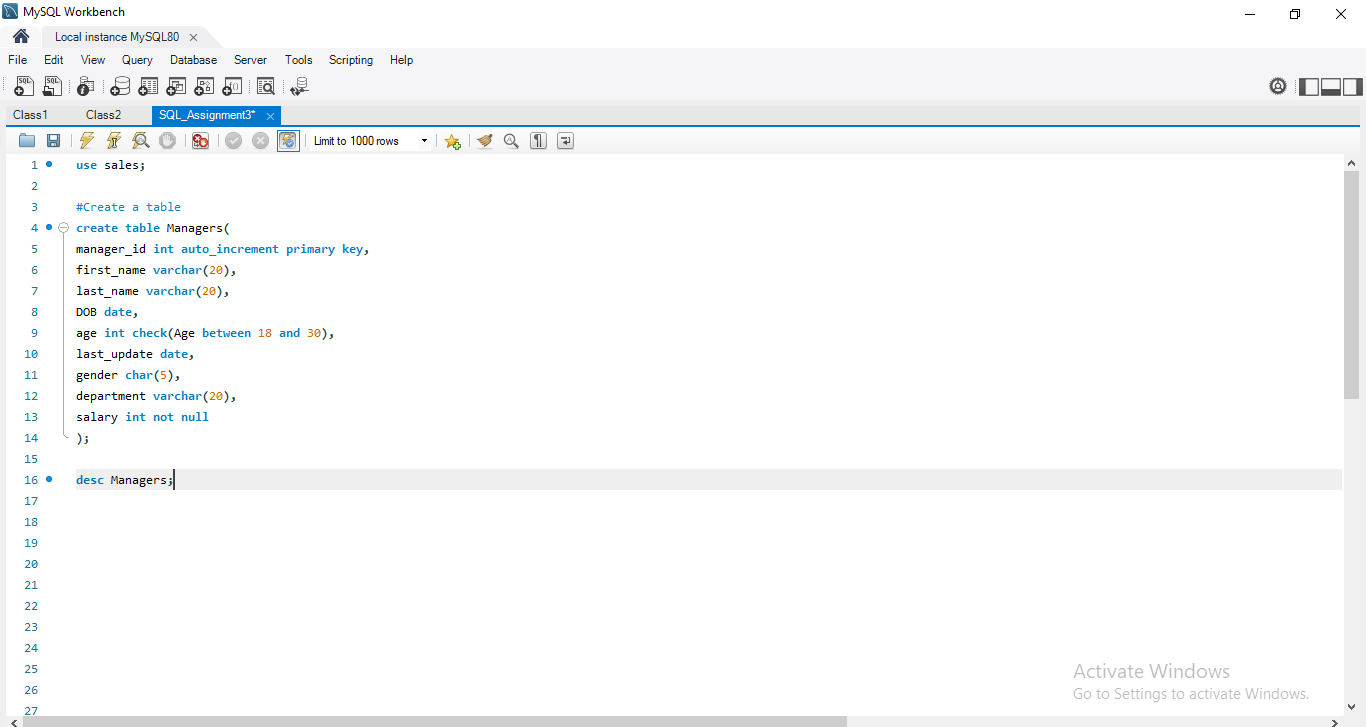 MySQL Workbench
Local instance MySQL80
File Edit View Query Database Server Tools Scripting Help
Class1 Class2 SQL_Assignment3*
Limit to 1000 rows
1 use sales;
2
3 #Create a table
4 create table Managers(
5 manager_id int auto_increment primary key,
6 first_name varchar(20),
7 last_name varchar(20),
8 DOB date,
9 age int check(Age between 18 and 30),
10 last_update date,
11 gender char(5),
12 department varchar(20),
13 salary int not null
14 );
15
16 desc Managers;
17
18
19
20
21
22
23
24
25
26
27
Activate Windows
Go to Settings to activate Windows.